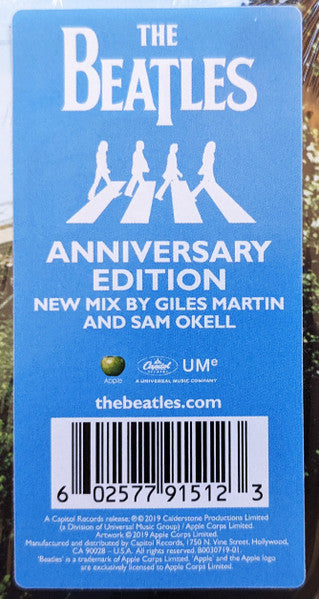 THE
BEATLES
ANNIVERSARY
EDITION
NEW MIX BY GILES MARTIN
AND SAM OKELL
Apple Capitol RECORDS UMe
A UNIVERSAL MUSIC COMPANY
thebeatles.com
6 02577 91512 3
A Capitol Records release; ℗© 2019 Calderstone Productions Limited
(a Division of Universal Music Group) / Apple Corps Limited.
Artwork © 2019 Apple Corps Limited.
Manufactured and distributed by Capitol Records, 1750 N. Vine Street, Hollywood,
CA 90028 – U.S.A. All rights reserved. B0030719-01.
'Beatles' is a trademark of Apple Corps Limited. 'Apple' and the Apple logo
are exclusively licensed to Apple Corps Limited.